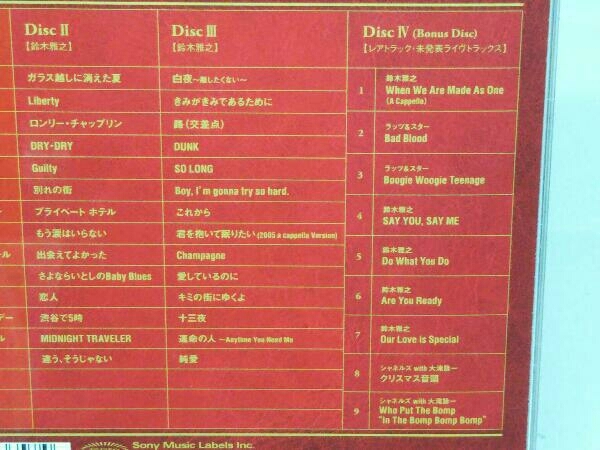 Disc II
【鈴木雅之】
ガラス越しに消えた夏
Liberty
ロンリー・チャップリン
DRY・DRY
Guilty
別れの街
プライベート ホテル
もう涙はいらない
出会えてよかった
さよならいとしのBaby Blues
恋人
渋谷で5時
MIDNIGHT TRAVELER
違う、そうじゃない
Disc III
【鈴木雅之】
白夜〜離したくない〜
きみがきみであるために
路(交差点)
DUNK
SO LONG
Boy, I'm gonna try so hard.
これから
君を抱いて眠りたい(2005 a cappella Version)
Champagne
愛しているのに
キミの街にゆくよ
十三夜
運命の人 〜Anytime You Need Me
純愛
Disc IV (Bonus Disc)
【レアトラック・未発表ライヴトラックス】
1
鈴木雅之
When We Are Made As One
(A Cappella)
2
ラッツ&スター
Bad Blood
3
ラッツ&スター
Boogie Woogie Teenage
4
鈴木雅之
SAY YOU, SAY ME
5
鈴木雅之
Do What You Do
6
鈴木雅之
Are You Ready
7
鈴木雅之
Our Love is Special
8
シャネルズ with 大滝詠一
クリスマス音頭
9
シャネルズ with 大滝詠一
Who Put The Bomp
"In The Bomp Bomp Bomp"
Sony Music Labels Inc.